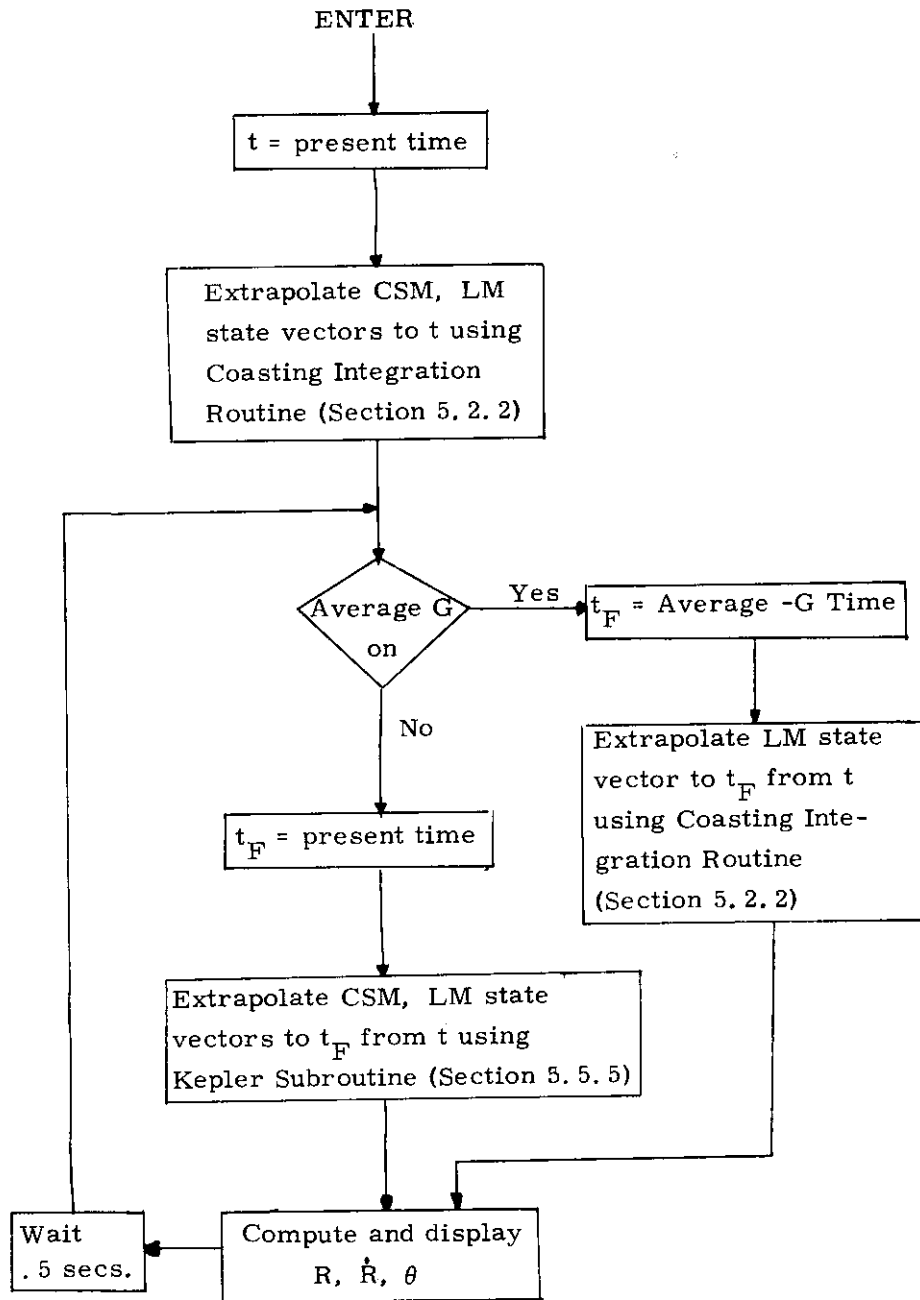 ENTER
t = present time
Extrapolate CSM, LM
state vectors to t using
Coasting Integration
Routine (Section 5.2.2)
Average G
on
Yes
t_F = Average -G Time
No
Extrapolate LM state
vector to t_F from t
using Coasting Inte-
gration Routine
(Section 5.2.2)
t_F = present time
Extrapolate CSM, LM state
vectors to t_F from t using
Kepler Subroutine (Section 5.5.5)
Wait
.5 secs.
Compute and display
R, Ṙ, θ